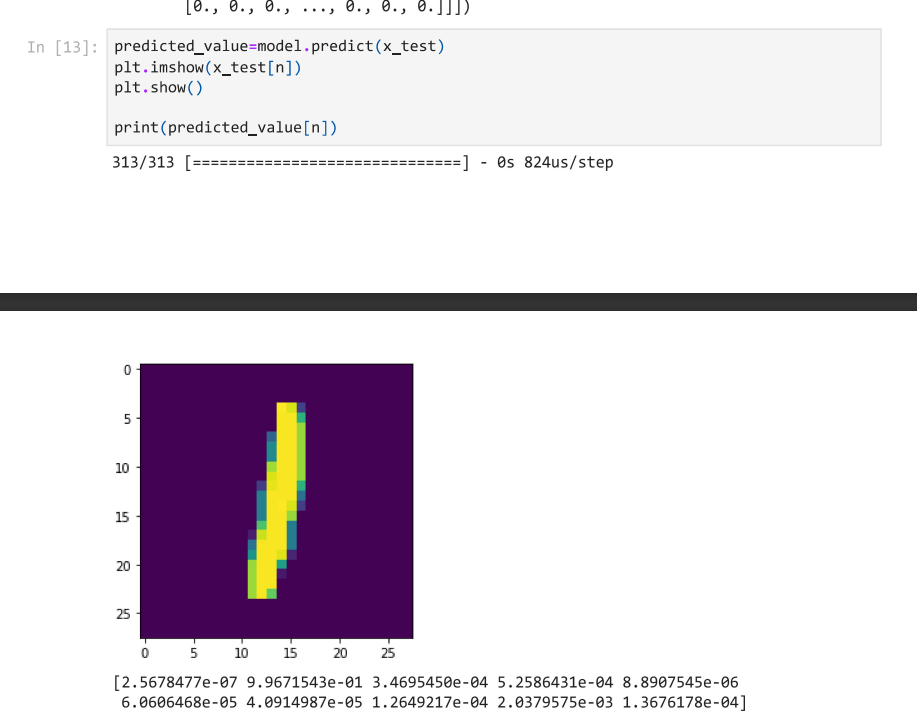 [0., 0., 0., ..., 0., 0., 0.]]])
In [13]: predicted_value=model.predict(x_test)
plt.imshow(x_test[n])
plt.show()
print(predicted_value[n])
313/313 [==============================] - 0s 824us/step
0
5
10
15
20
25
0 5 10 15 20 25
[2.5678477e-07 9.9671543e-01 3.4695450e-04 5.2586431e-04 8.8907545e-06
6.0606468e-05 4.0914987e-05 1.2649217e-04 2.0379575e-03 1.3676178e-04]